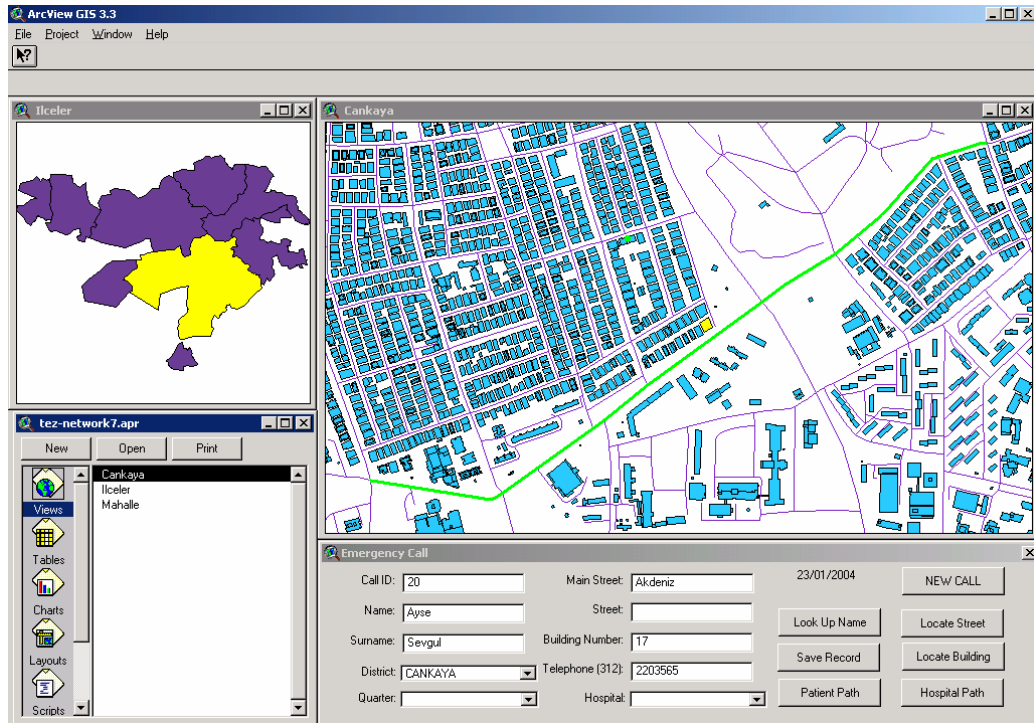 ArcView GIS 3.3
File Project Window Help
Ilceler
Cankaya
tez-network7.apr
New Open Print
Cankaya
Ilceler
Mahalle
Views
Tables
Charts
Layouts
Scripts
Emergency Call
Call ID: 20 Main Street: Akdeniz 23/01/2004 NEW CALL
Name: Ayse Street: Look Up Name Locate Street
Surname: Sevgul Building Number: 17 Save Record Locate Building
District: CANKAYA Telephone (312): 2203565
Quarter: Hospital: Patient Path Hospital Path